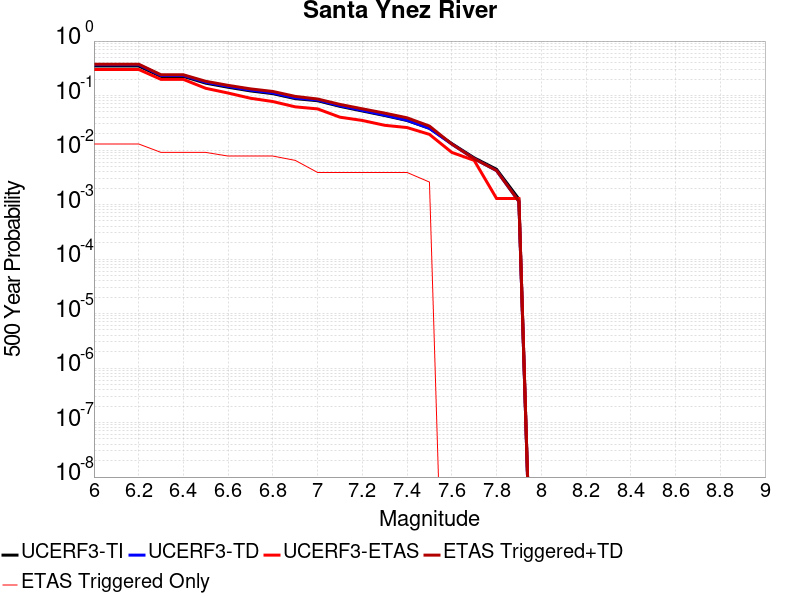 Santa Ynez River
10^0
10^-1
10^-2
10^-3
10^-4
10^-5
10^-6
10^-7
10^-8
500 Year Probability
6 6.2 6.4 6.6 6.8 7 7.2 7.4 7.6 7.8 8 8.2 8.4 8.6 8.8 9
Magnitude
UCERF3-TI UCERF3-TD UCERF3-ETAS ETAS Triggered+TD
ETAS Triggered Only